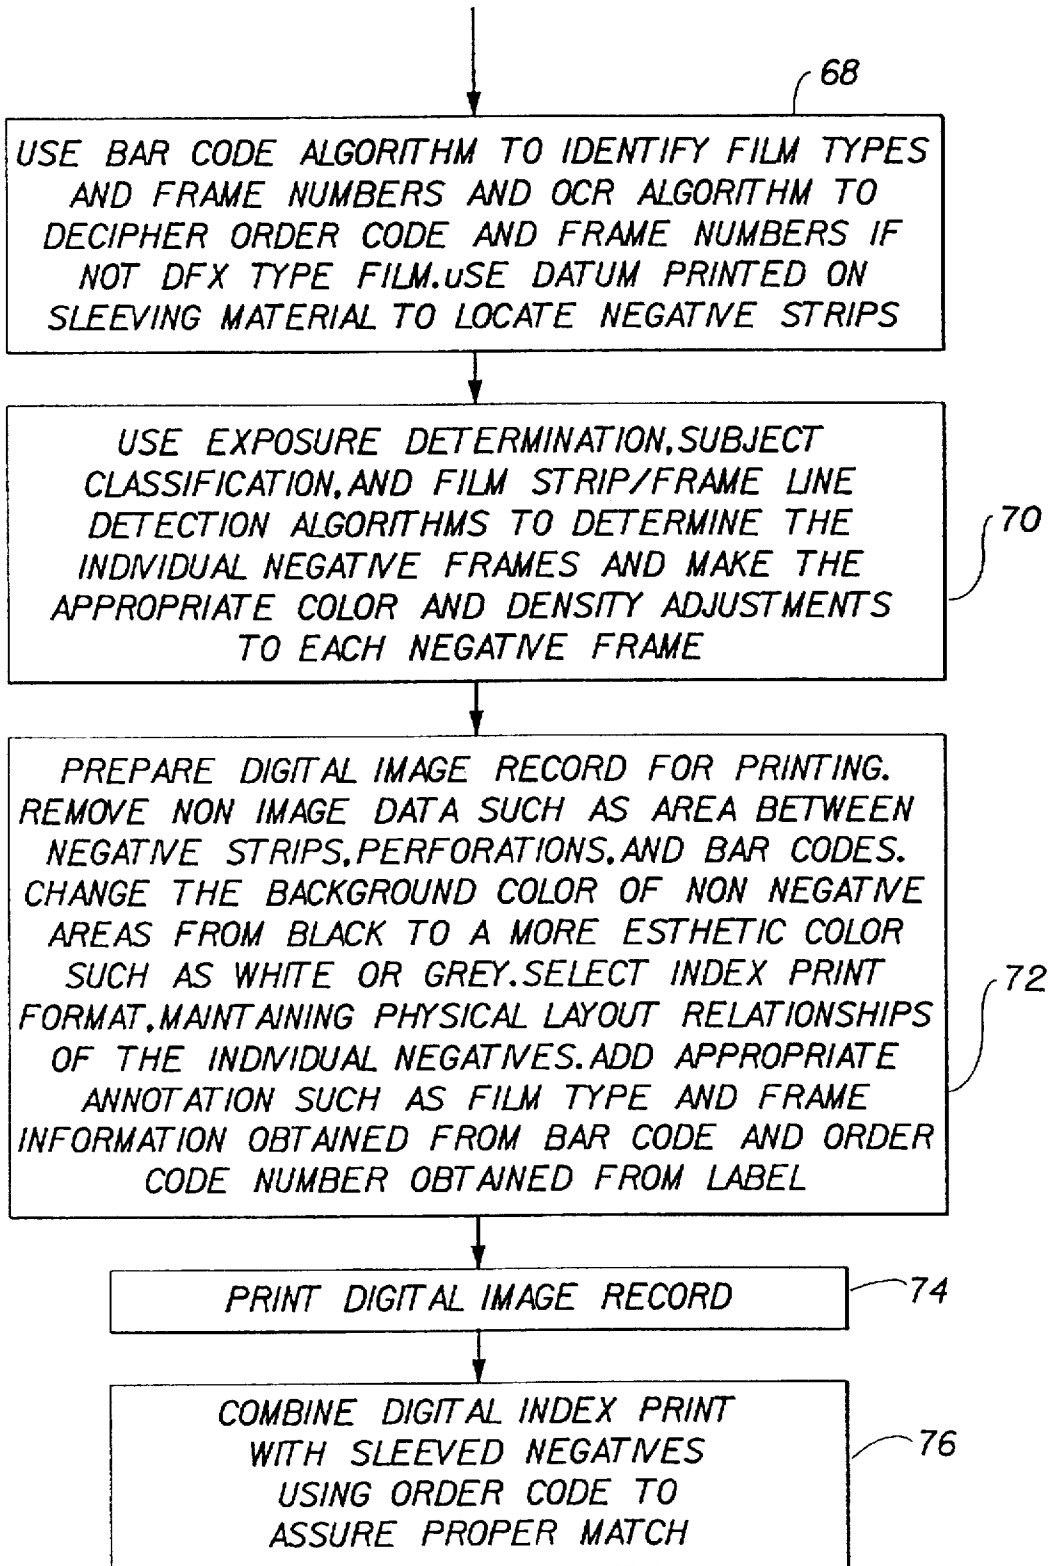 68
USE BAR CODE ALGORITHM TO IDENTIFY FILM TYPES
AND FRAME NUMBERS AND OCR ALGORITHM TO
DECIPHER ORDER CODE AND FRAME NUMBERS IF
NOT DFX TYPE FILM.USE DATUM PRINTED ON
SLEEVING MATERIAL TO LOCATE NEGATIVE STRIPS
USE EXPOSURE DETERMINATION,SUBJECT
CLASSIFICATION,AND FILM STRIP/FRAME LINE
DETECTION ALGORITHMS TO DETERMINE THE
INDIVIDUAL NEGATIVE FRAMES AND MAKE THE
APPROPRIATE COLOR AND DENSITY ADJUSTMENTS
TO EACH NEGATIVE FRAME
70
PREPARE DIGITAL IMAGE RECORD FOR PRINTING.
REMOVE NON IMAGE DATA SUCH AS AREA BETWEEN
NEGATIVE STRIPS,PERFORATIONS,AND BAR CODES.
CHANGE THE BACKGROUND COLOR OF NON NEGATIVE
AREAS FROM BLACK TO A MORE ESTHETIC COLOR
SUCH AS WHITE OR GREY.SELECT INDEX PRINT
FORMAT,MAINTAINING PHYSICAL LAYOUT RELATIONSHIPS
OF THE INDIVIDUAL NEGATIVES.ADD APPROPRIATE
ANNOTATION SUCH AS FILM TYPE AND FRAME
INFORMATION OBTAINED FROM BAR CODE AND ORDER
CODE NUMBER OBTAINED FROM LABEL
72
PRINT DIGITAL IMAGE RECORD
74
COMBINE DIGITAL INDEX PRINT
WITH SLEEVED NEGATIVES
USING ORDER CODE TO
ASSURE PROPER MATCH
76